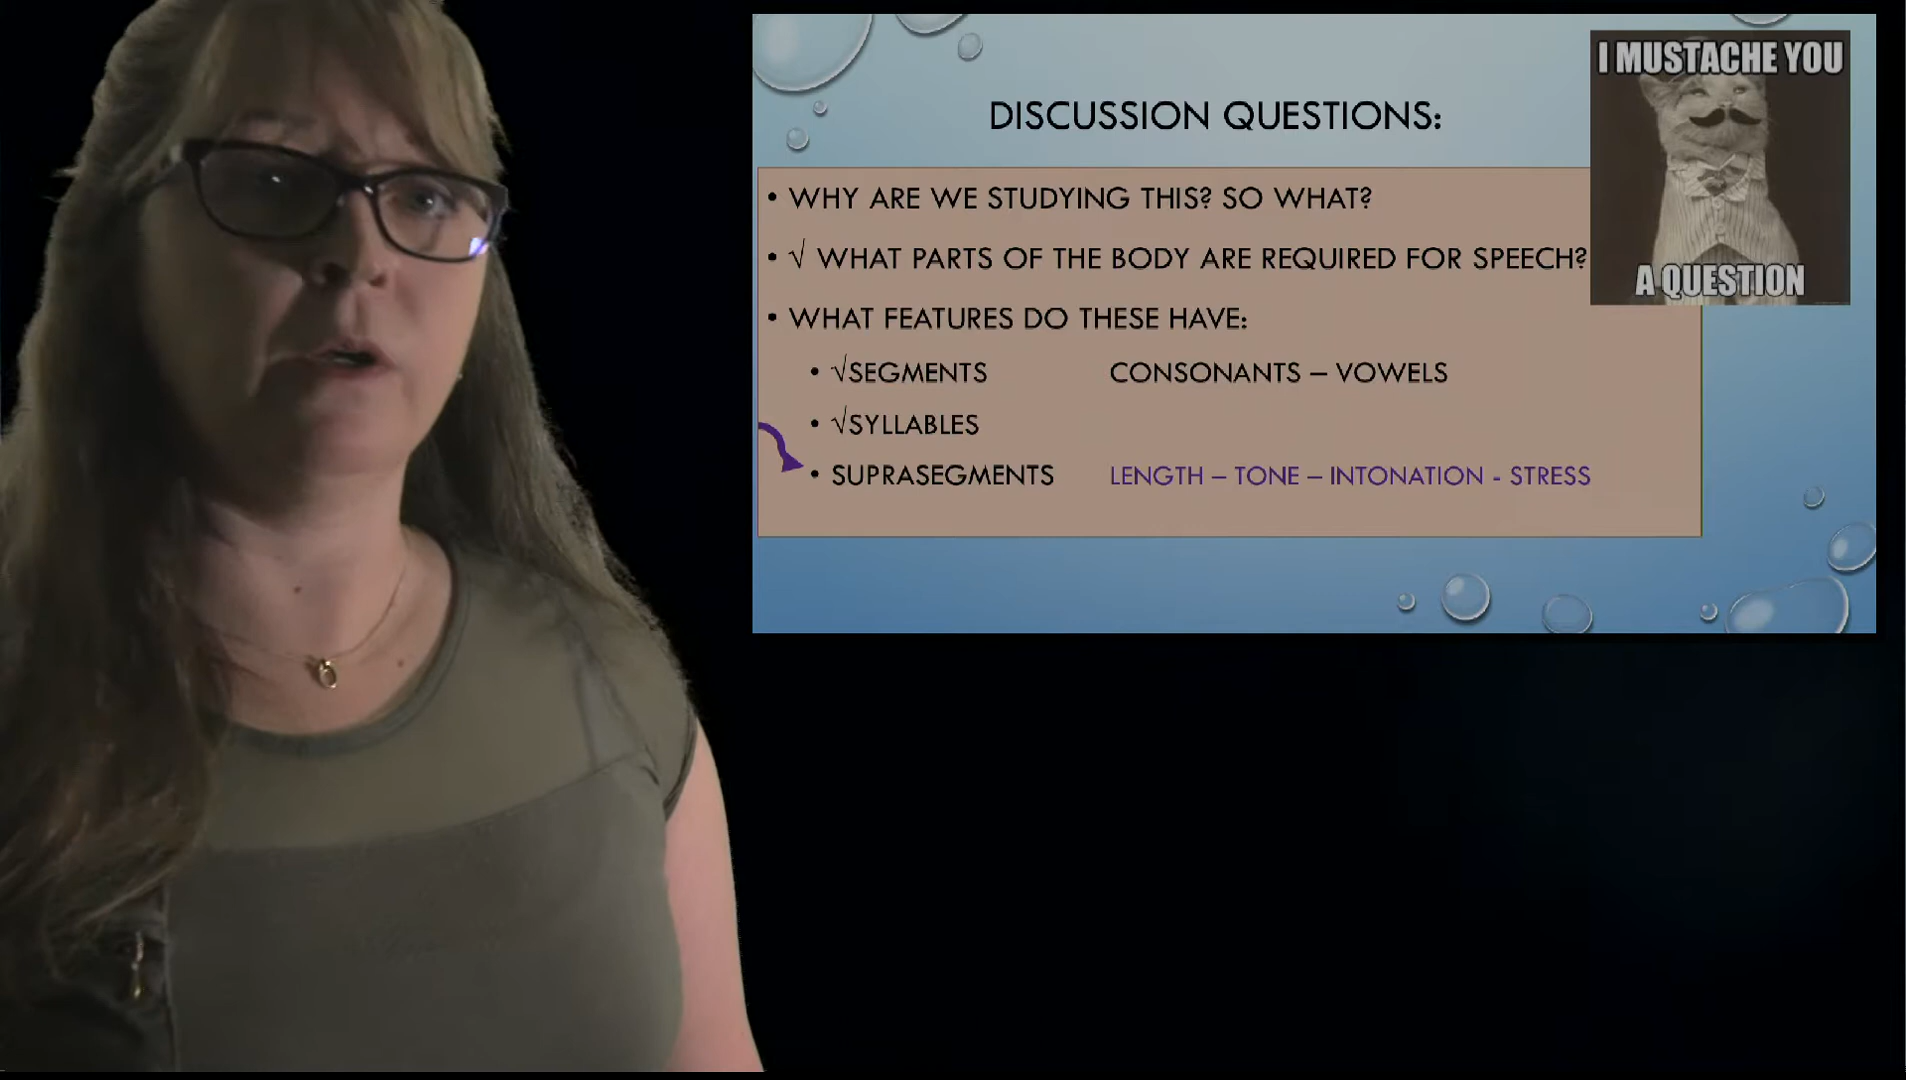 I MUSTACHE YOU
A QUESTION
DISCUSSION QUESTIONS:
• WHY ARE WE STUDYING THIS? SO WHAT?
• √ WHAT PARTS OF THE BODY ARE REQUIRED FOR SPEECH?
• WHAT FEATURES DO THESE HAVE:
• √SEGMENTS CONSONANTS – VOWELS
• √SYLLABLES
• SUPRASEGMENTS LENGTH – TONE – INTONATION - STRESS